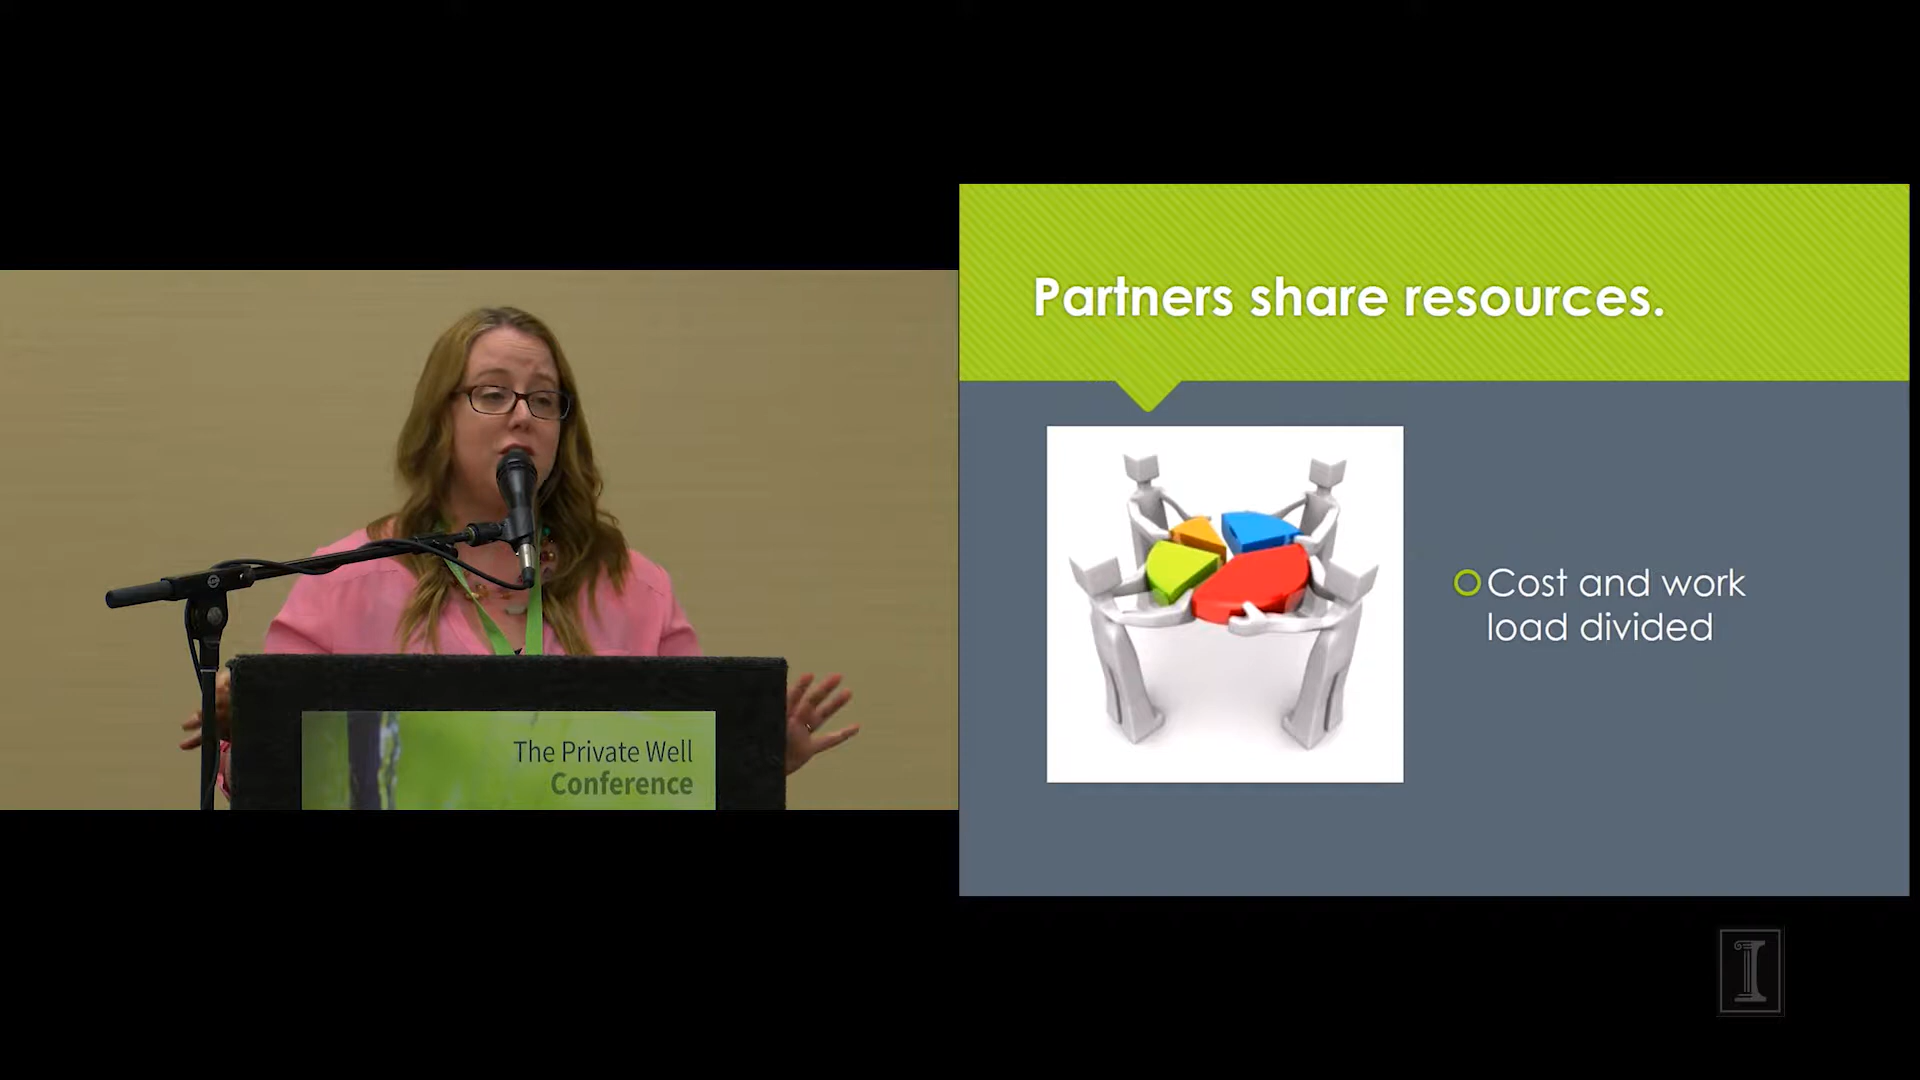 Partners share resources.
Cost and work
load divided
The Private Well
Conference